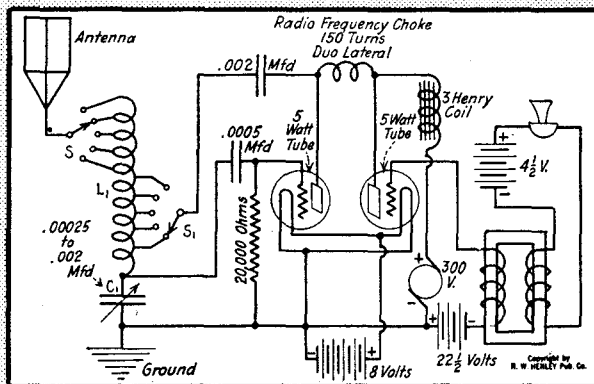 Antenna
Radio Frequency Choke
150 Turns
Duo Lateral
.002 Mfd
3 Henry
Coil
5
Watt
Tube
5 Watt
Tube
.0005
Mfd
4½ V.
S
L₁
S₁
.00025
to
.002
Mfd
C₁
20,000 Ohms
+
300
V.
-
+
-
-
+
8 Volts
+
-
22½ Volts
Ground
Copyright by
N. W. HENLEY Pub. Co.